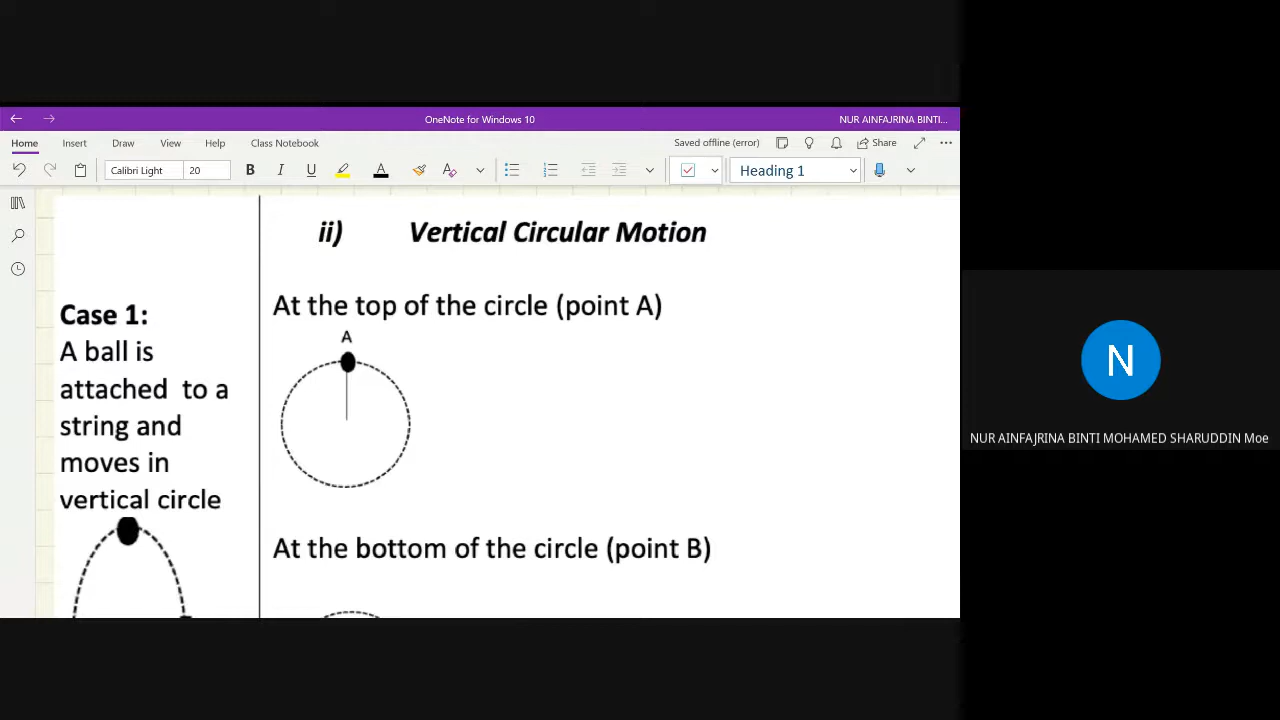 OneNote for Windows 10
NUR AINFAJRINA BINTI...
Home Insert Draw View Help Class Notebook
Saved offline (error)
Share
Calibri Light 20 B I U A Heading 1
ii) Vertical Circular Motion
At the top of the circle (point A)
A
Case 1:
A ball is
attached to a
string and
moves in
vertical circle
At the bottom of the circle (point B)
N
NUR AINFAJRINA BINTI MOHAMED SHARUDDIN Moe